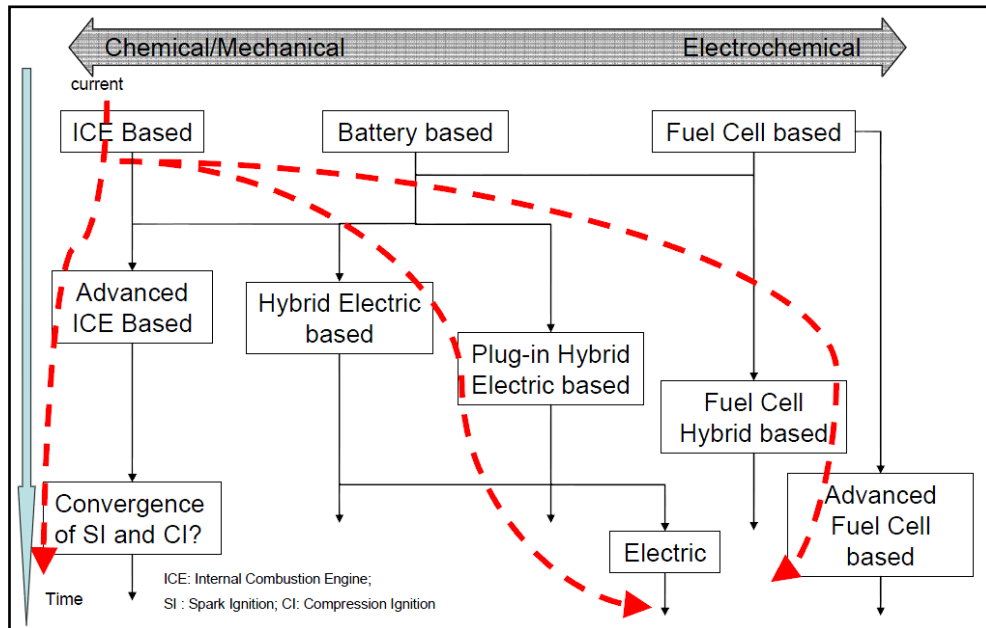 Chemical/Mechanical
Electrochemical
current
ICE Based
Battery based
Fuel Cell based
Advanced
ICE Based
Hybrid Electric
based
Plug-in Hybrid
Electric based
Fuel Cell
Hybrid based
Convergence
of SI and CI?
Electric
Advanced
Fuel Cell
based
Time
ICE: Internal Combustion Engine;
SI : Spark Ignition; CI: Compression Ignition